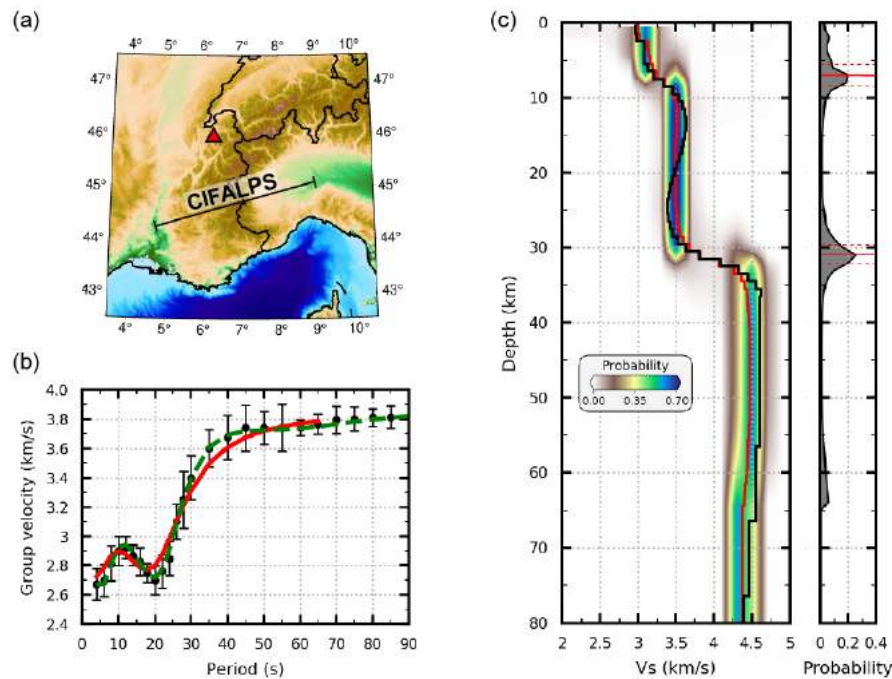 (a)
4° 5° 6° 7° 8° 9° 10°
47° 47°
46° 46°
45° 45°
44° 44°
43° 43°
CIFALPS
4° 5° 6° 7° 8° 9° 10°
(b)
4.0
3.8
3.6
3.4
3.2
3
2.8
2.6
2.4
Group velocity (km/s)
0 10 20 30 40 50 60 70 80 90
Period (s)
(c)
0
10
20
30
40
50
60
70
80
Depth (km)
Probability
0.00 0.35 0.70
2 2.5 3 3.5 4 4.5 5
Vs (km/s)
0 0.2 0.4
Probability